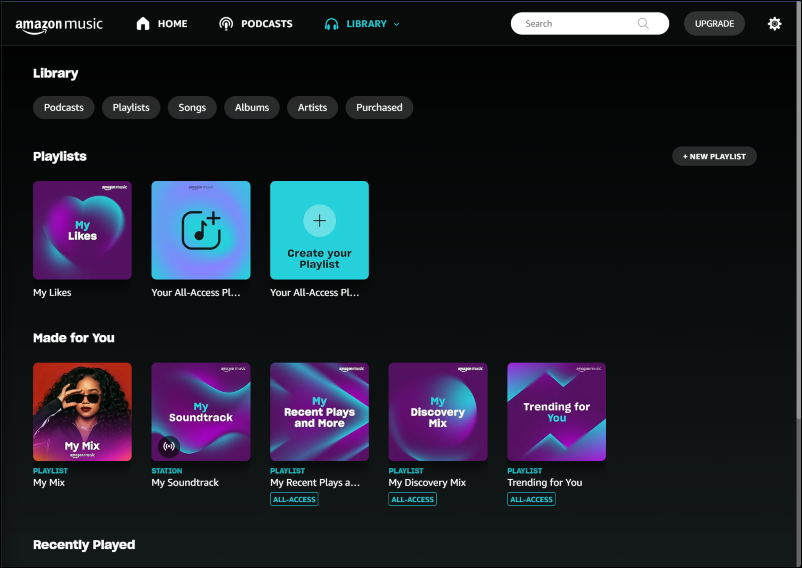 amazon music
HOME
PODCASTS
LIBRARY
Search
UPGRADE
Library
Podcasts
Playlists
Songs
Albums
Artists
Purchased
Playlists
+ NEW PLAYLIST
amazon music
My
Likes
My Likes
amazon music
Your All-Access Pl...
Create your
Playlist
Your All-Access Pl...
Made for You
My Mix
amazon music
PLAYLIST
My Mix
amazon music
My
Soundtrack
STATION
My Soundtrack
amazon music
My
Recent Plays
and More
PLAYLIST
My Recent Plays a...
ALL-ACCESS
amazon music
My
Discovery
Mix
PLAYLIST
My Discovery Mix
ALL-ACCESS
amazon music
Trending for
You
PLAYLIST
Trending for You
ALL-ACCESS
Recently Played